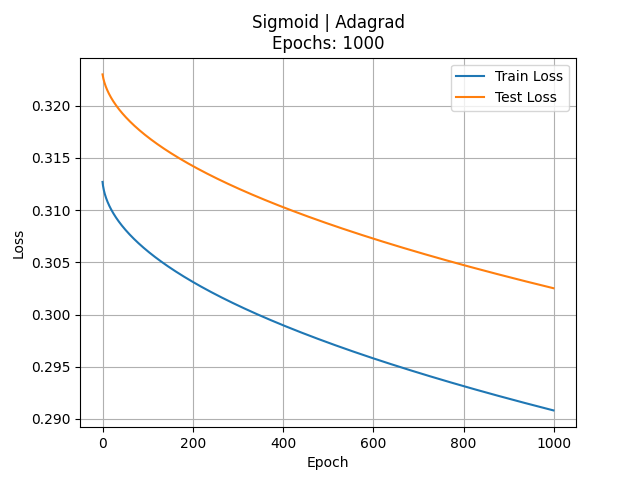 Sigmoid | Adagrad
Epochs: 1000
Train Loss
Test Loss
0.320
0.315
0.310
0.305
0.300
0.295
0.290
Loss
0 200 400 600 800 1000
Epoch